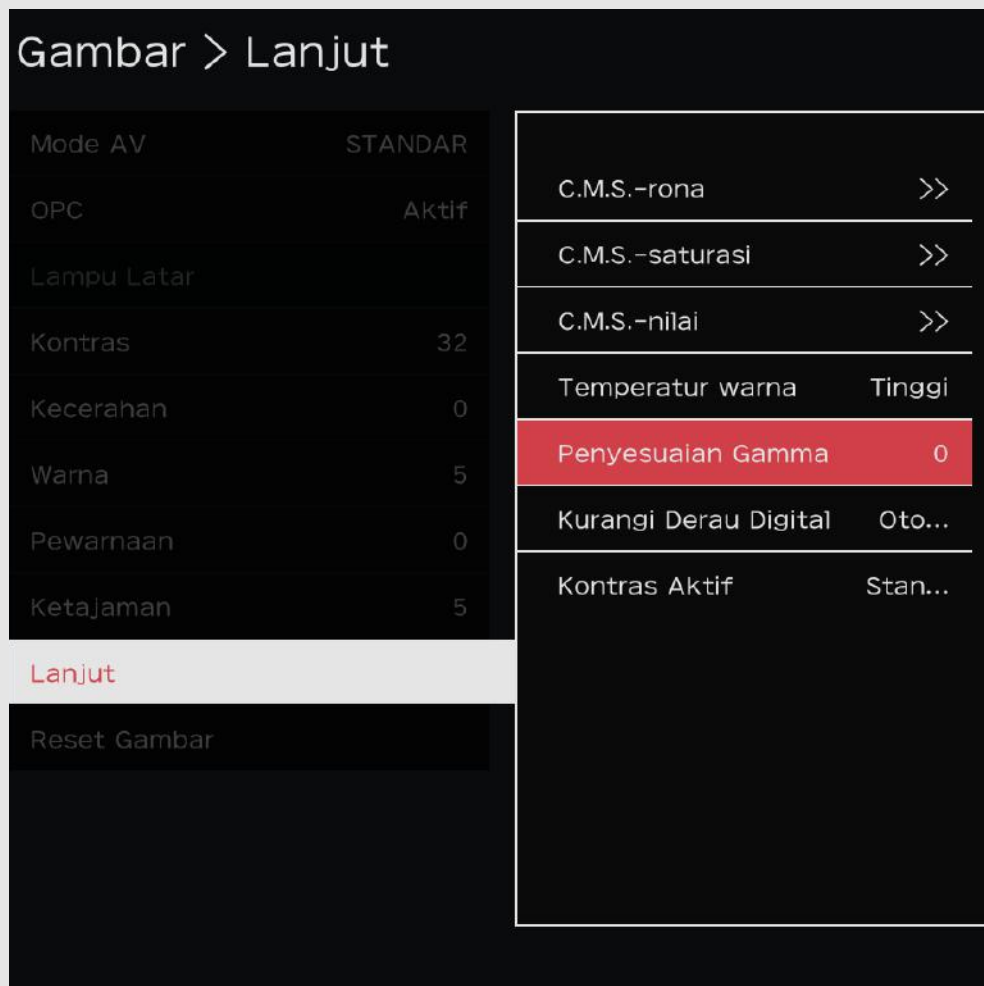 Gambar > Lanjut
Mode AV STANDAR
OPC Aktif
Lampu Latar
Kontras 32
Kecerahan 0
Warna 5
Pewarnaan 0
Ketajaman 5
Lanjut
Reset Gambar
C.M.S.-rona >>
C.M.S.-saturasi >>
C.M.S.-nilai >>
Temperatur warna Tinggi
Penyesuaian Gamma 0
Kurangi Derau Digital Oto...
Kontras Aktif Stan...